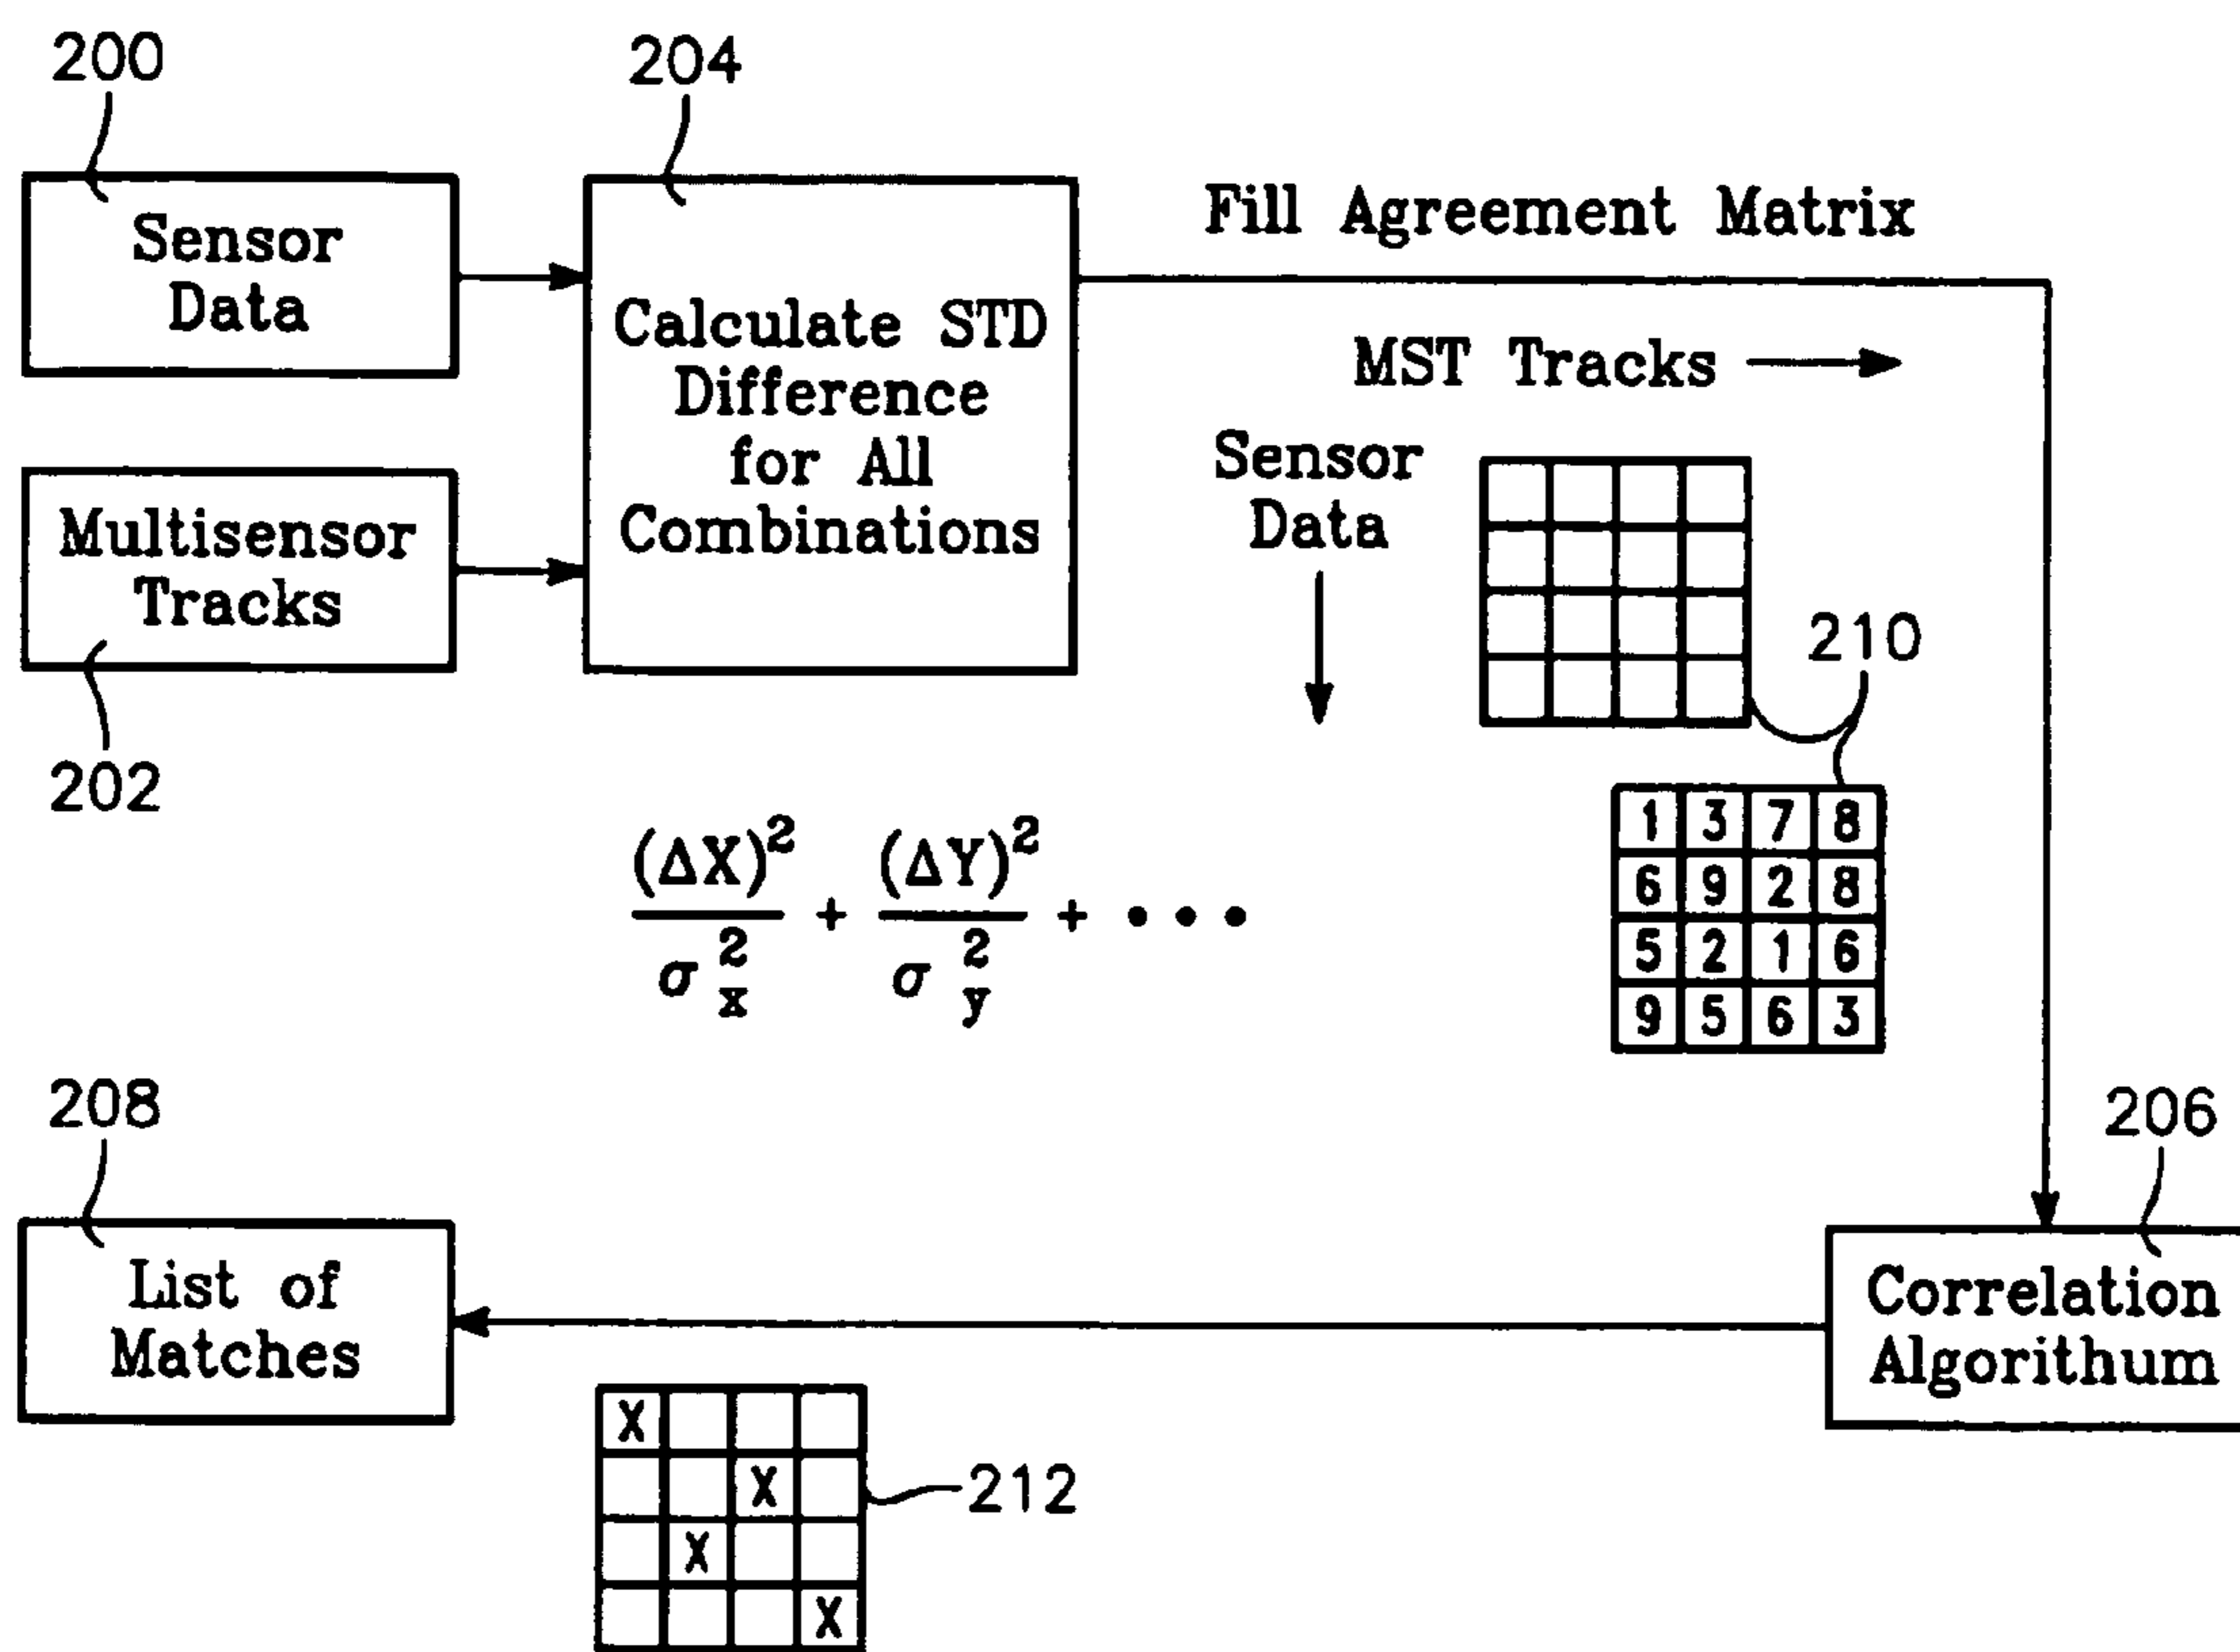 200
204
Sensor
Data
Fill Agreement Matrix
Calculate STD
Difference
for All
Combinations
MST Tracks
Sensor
Data
Multisensor
Tracks
202
210
(ΔX)² / σ²x + (ΔY)² / σ²y + • • •
1 3 7 8
6 9 2 8
5 2 1 6
9 5 6 3
208
206
List of
Matches
Correlation
Algorithum
X
X
X
X
212